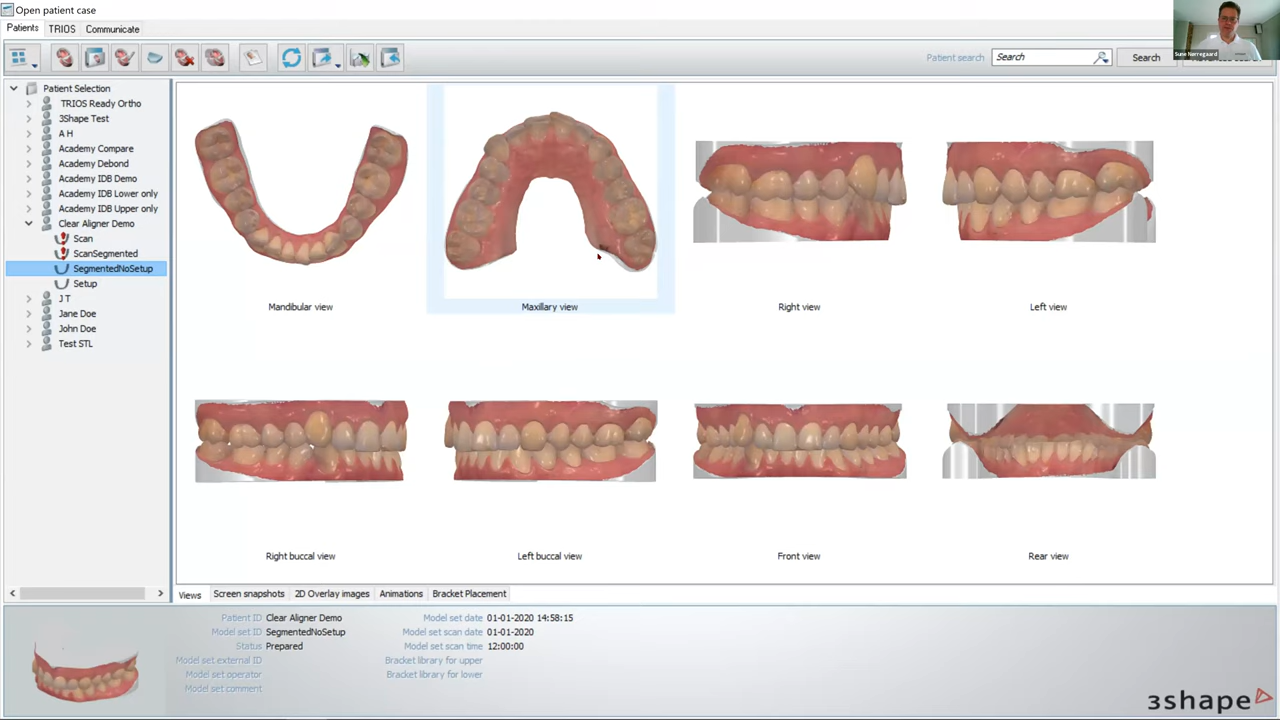 Open patient case
Patients TRIOS Communicate
Patient search Search Search
Sune Nørregaard
Patient Selection
TRIOS Ready Ortho
3Shape Test
A H
Academy Compare
Academy Debond
Academy IDB Demo
Academy IDB Lower only
Academy IDB Upper only
Clear Aligner Demo
Scan
ScanSegmented
SegmentedNoSetup
Setup
J T
Jane Doe
John Doe
Test STL
Mandibular view Maxillary view Right view Left view
Right buccal view Left buccal view Front view Rear view
Views Screen snapshots 2D Overlay images Animations Bracket Placement
Patient ID Clear Aligner Demo Model set date 01-01-2020 14:58:15
Model set ID SegmentedNoSetup Model set scan date 01-01-2020
Status Prepared Model set scan time 12:00:00
Model set external ID Bracket library for upper
Model set operator Bracket library for lower
Model set comment
3shape